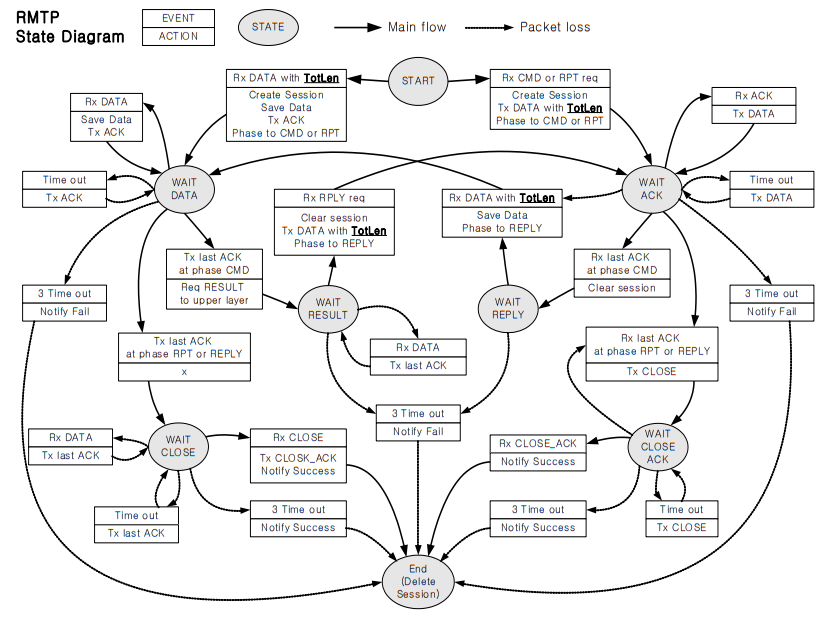 RMTP
State Diagram
EVENT
ACTION
STATE
Main flow
Packet loss
START
Rx DATA with TotLen
Create Session
Save Data
Tx ACK
Phase to CMD or RPT
Rx CMD or RPT req
Create Session
Tx DATA with TotLen
Phase to CMD or RPT
Rx DATA
Save Data
Tx ACK
Rx ACK
Tx DATA
Time out
Tx ACK
WAIT
DATA
Rx RPLY req
Clear session
Tx DATA with TotLen
Phase to REPLY
Rx DATA with TotLen
Save Data
Phase to REPLY
WAIT
ACK
Time out
Tx DATA
Tx last ACK
at phase CMD
Req RESULT
to upper layer
Rx last ACK
at phase CMD
Clear session
3 Time out
Notify Fail
WAIT
RESULT
WAIT
REPLY
3 Time out
Notify Fail
Tx last ACK
at phase RPT or REPLY
x
Rx DATA
Tx last ACK
Rx last ACK
at phase RPT or REPLY
Tx CLOSE
3 Time out
Notify Fail
Rx DATA
Tx last ACK
WAIT
CLOSE
Rx CLOSE
Tx CLOSK_ACK
Notify Success
Rx CLOSE_ACK
Notify Success
WAIT
CLOSE
ACK
Time out
Tx last ACK
3 Time out
Notify Success
3 Time out
Notify Success
Time out
Tx CLOSE
End
(Delete
Session)